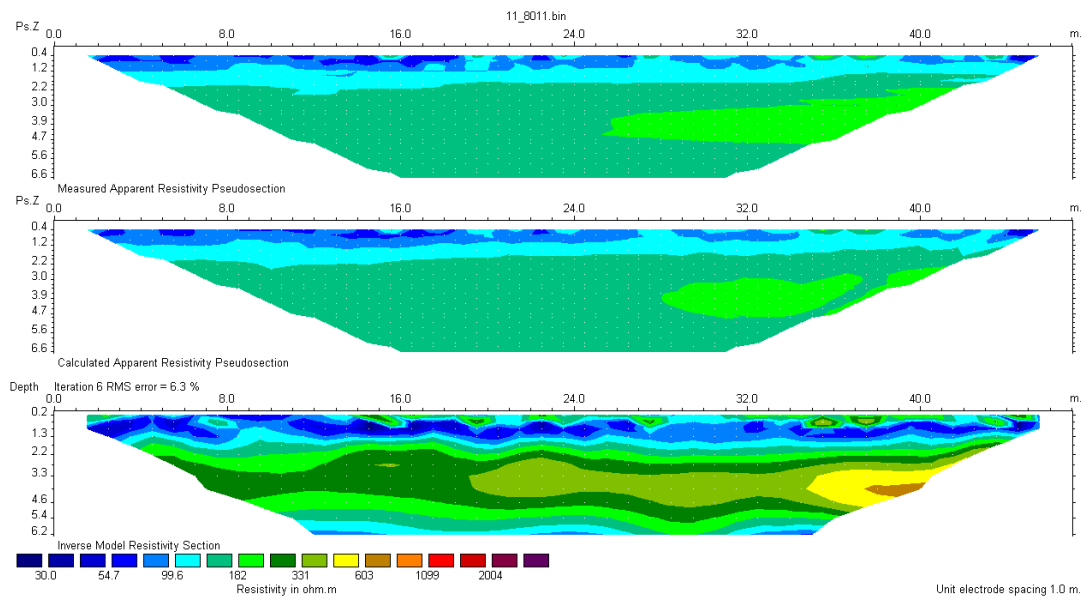 11_8011.bin
Ps.Z 0.0 8.0 16.0 24.0 32.0 40.0 m.
0.4
1.2
2.2
3.0
3.9
4.7
5.6
6.6
Measured Apparent Resistivity Pseudosection
Ps.Z 0.0 8.0 16.0 24.0 32.0 40.0 m.
0.4
1.2
2.2
3.0
3.9
4.7
5.6
6.6
Calculated Apparent Resistivity Pseudosection
Depth Iteration 6 RMS error = 6.3 %
0.0 8.0 16.0 24.0 32.0 40.0 m.
0.2
1.3
2.2
3.3
4.6
5.4
6.2
Inverse Model Resistivity Section
30.0 54.7 99.6 182 331 603 1099 2004
Resistivity in ohm.m
Unit electrode spacing 1.0 m.